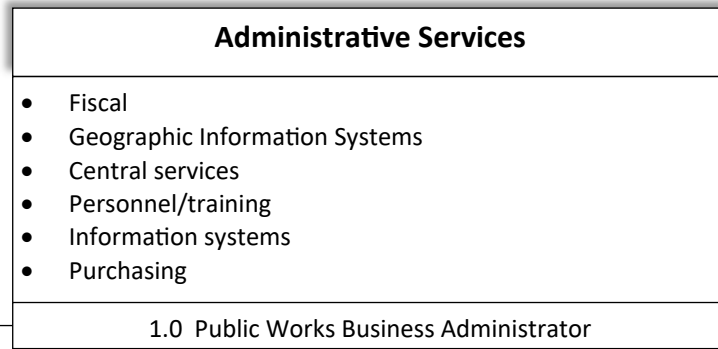 Administrative Services
• Fiscal
• Geographic Information Systems
• Central services
• Personnel/training
• Information systems
• Purchasing
1.0 Public Works Business Administrator